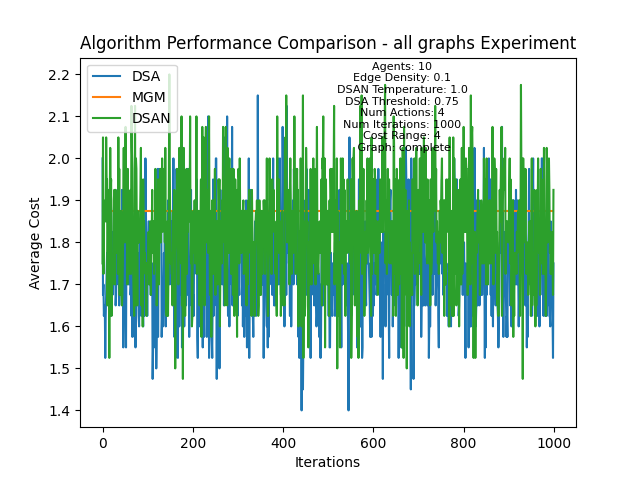 Algorithm Performance Comparison - all graphs Experiment
DSA
MGM
DSAN
Agents: 10
Edge Density: 0.1
DSAN Temperature: 1.0
DSA Threshold: 0.75
Num Actions: 4
Num Iterations: 1000
Cost Range: 4
Graph: complete
2.2
2.1
2.0
1.9
1.8
1.7
1.6
1.5
1.4
Average Cost
0 200 400 600 800 1000
Iterations